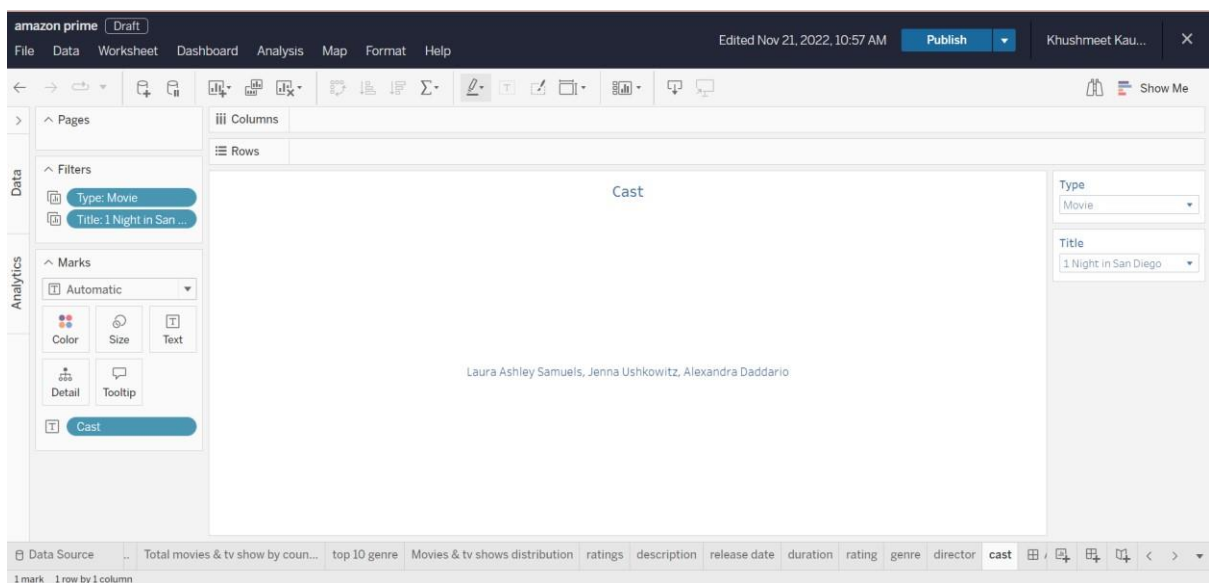 amazon prime Draft
File Data Worksheet Dashboard Analysis Map Format Help
Edited Nov 21, 2022, 10:57 AM
Publish
Khushmeet Kau...
Show Me
Pages
iii Columns
Rows
Data
Filters
Type: Movie
Title: 1 Night in San ...
Cast
Type
Movie
Title
1 Night in San Diego
Analytics
Marks
Automatic
Color Size Text
Detail Tooltip
Cast
Laura Ashley Samuels, Jenna Ushkowitz, Alexandra Daddario
Data Source .. Total movies & tv show by coun... top 10 genre Movies & tv shows distribution ratings description release date duration rating genre director cast
1 mark 1 row by 1 column